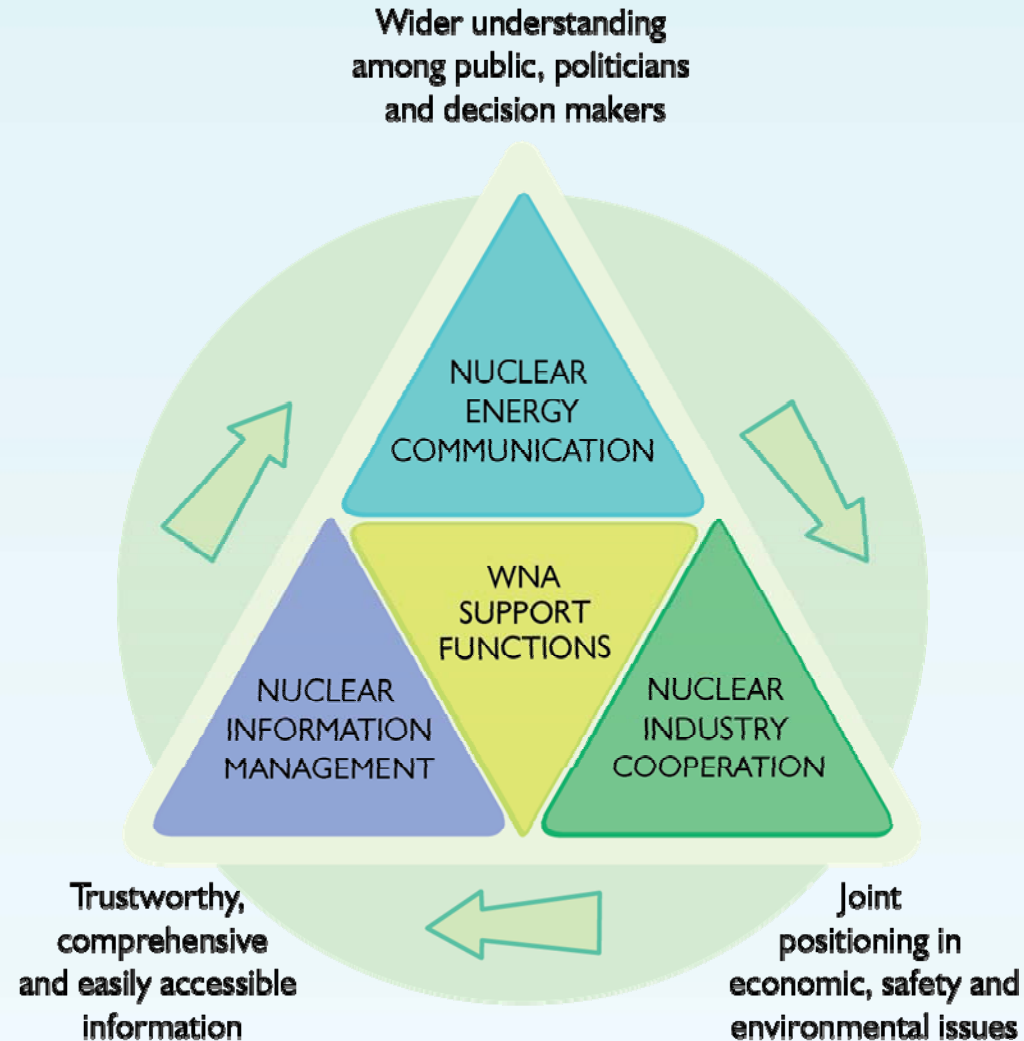 Wider understanding
among public, politicians
and decision makers
NUCLEAR
ENERGY
COMMUNICATION
WNA
SUPPORT
FUNCTIONS
NUCLEAR
INFORMATION
MANAGEMENT
NUCLEAR
INDUSTRY
COOPERATION
Trustworthy,
comprehensive
and easily accessible
information
Joint
positioning in
economic, safety and
environmental issues